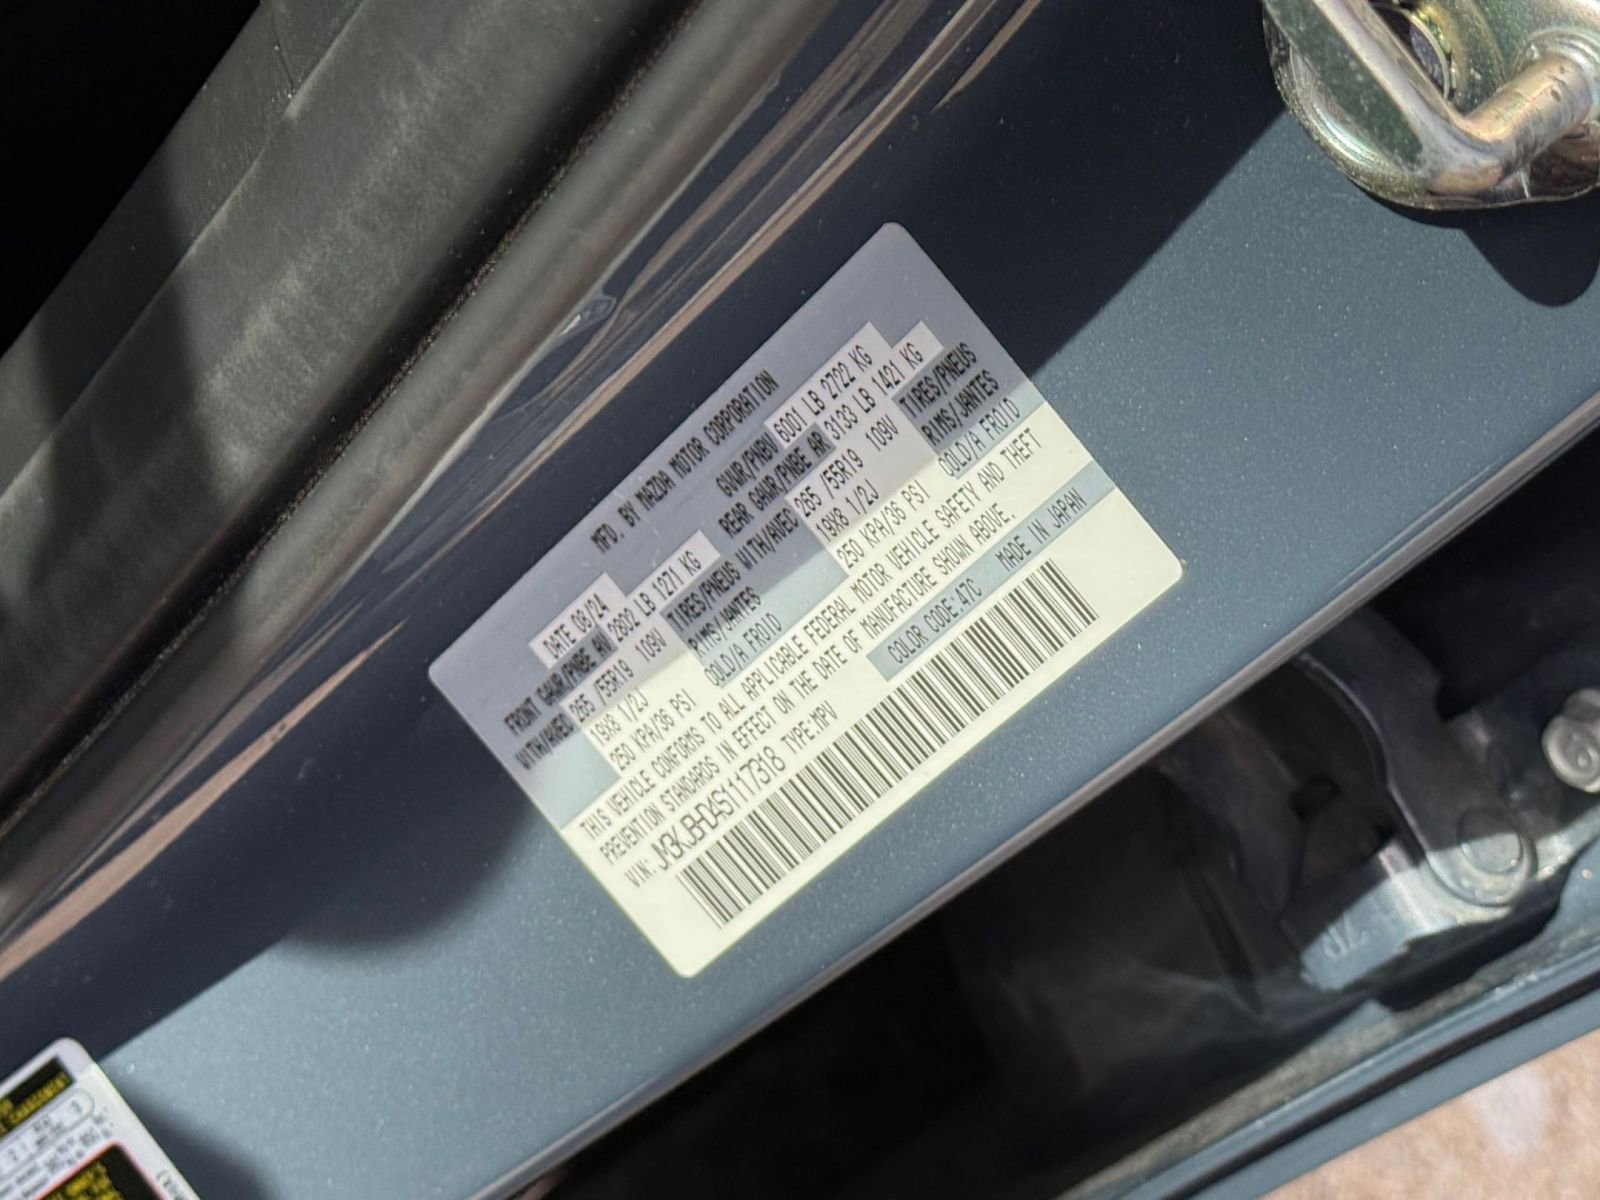 MFD. BY MAZDA MOTOR CORPORATION
DATE 08/24 GVWR/PNBV 6001 LB 2722 KG
FRONT GAWR/PNBE AV 2802 LB 1271 KG REAR GAWR/PNBE AR 3133 LB 1421 KG
WITH/AVEC 265 /55R19 109V TIRES/PNEUS WITH/AVEC 265 /55R19 109V TIRES/PNEUS
19X8 1/2J RIMS/JANTES 19X8 1/2J RIMS/JANTES
250 KPA/36 PSI COLD/A FROID 250 KPA/36 PSI COLD/A FROID
THIS VEHICLE CONFORMS TO ALL APPLICABLE FEDERAL MOTOR VEHICLE SAFETY AND THEFT
PREVENTION STANDARDS IN EFFECT ON THE DATE OF MANUFACTURE SHOWN ABOVE.
VIN: JM3KJBHD4S1117318 TYPE:MPV COLOR CODE:47C MADE IN JAPAN